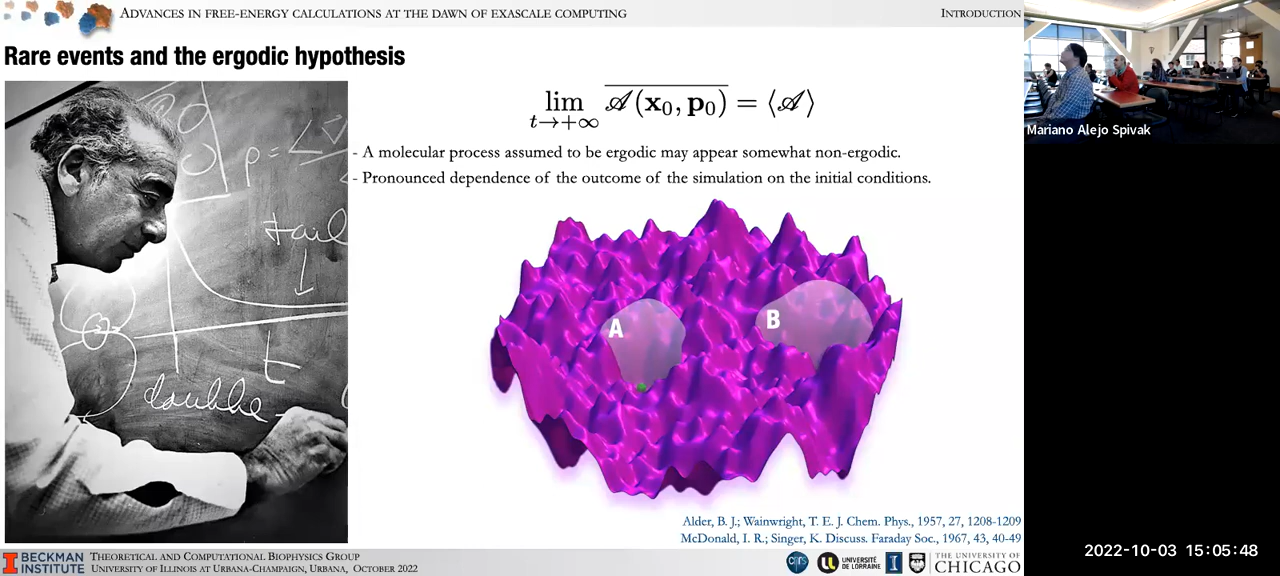 ADVANCES IN FREE-ENERGY CALCULATIONS AT THE DAWN OF EXASCALE COMPUTING
INTRODUCTION
Rare events and the ergodic hypothesis
lim t→+∞ 𝒜(x₀, p₀) = ⟨𝒜⟩
- A molecular process assumed to be ergodic may appear somewhat non-ergodic.
- Pronounced dependence of the outcome of the simulation on the initial conditions.
p =
tail
t
double
A
B
Alder, B. J.; Wainwright, T. E. J. Chem. Phys., 1957, 27, 1208-1209
McDonald, I. R.; Singer, K. Discuss. Faraday Soc., 1967, 43, 40-49
I BECKMAN INSTITUTE
THEORETICAL AND COMPUTATIONAL BIOPHYSICS GROUP
UNIVERSITY OF ILLINOIS AT URBANA-CHAMPAIGN, URBANA, OCTOBER 2022
cnrs
UNIVERSITÉ DE LORRAINE
I
THE UNIVERSITY OF CHICAGO
Mariano Alejo Spivak
2022-10-03 15:05:48